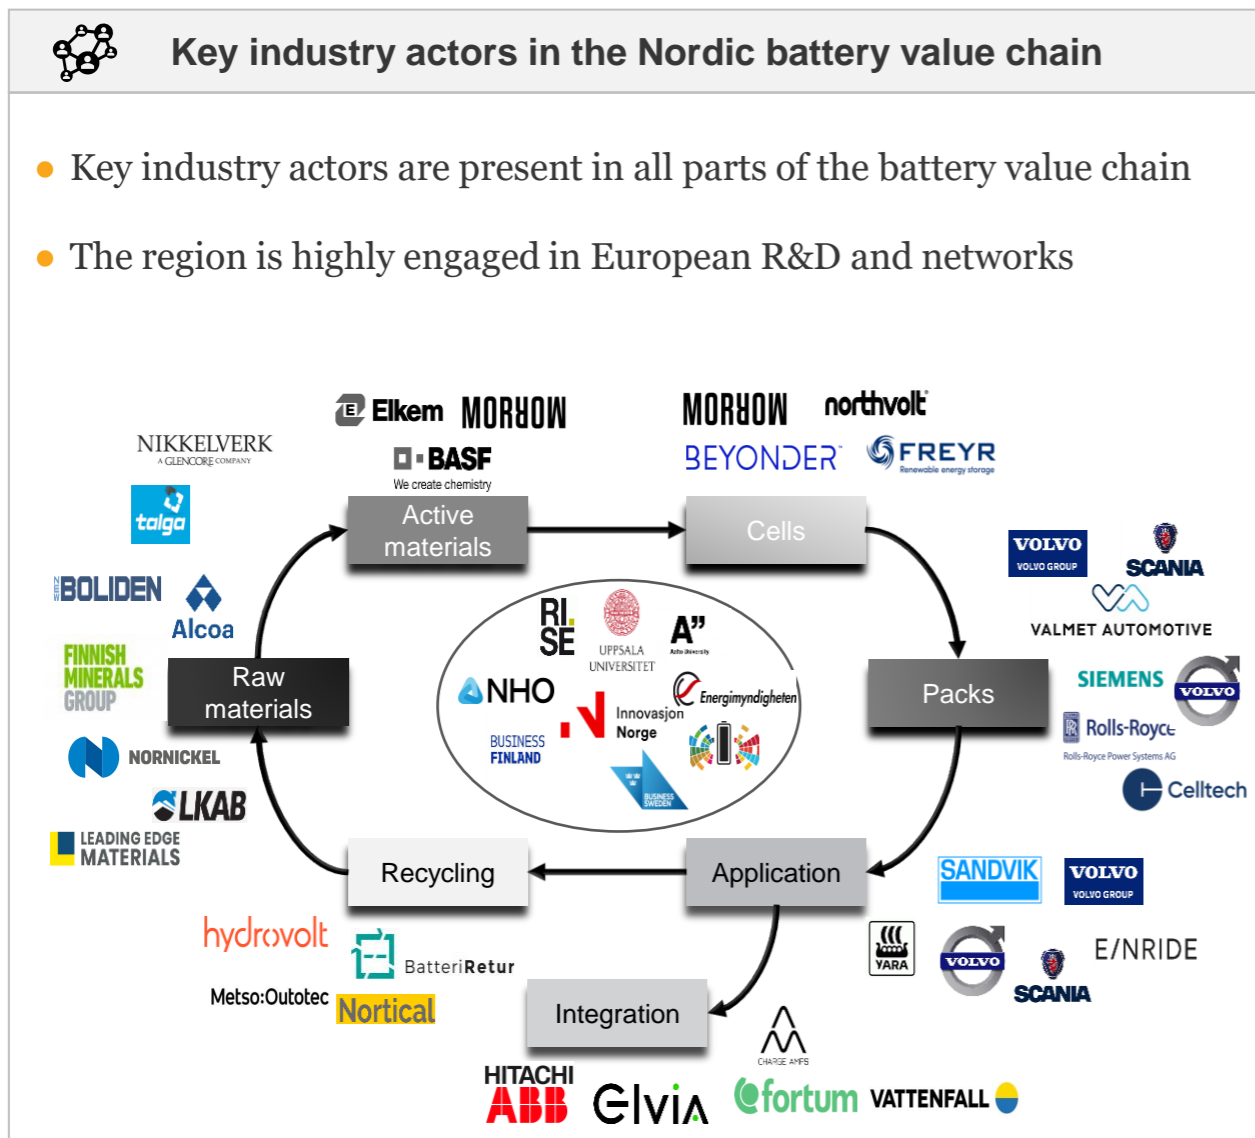 Key industry actors in the Nordic battery value chain
Key industry actors are present in all parts of the battery value chain
The region is highly engaged in European R&D and networks
Elkem
MORROW
MORROW
northvolt
NIKKELVERK
A GLENCORE COMPANY
BASF
We create chemistry
BEYONDER
FREYR
Renewable energy storage
talga
Active
materials
Cells
VOLVO
VOLVO GROUP
SCANIA
NEW BOLIDEN
Alcoa
VALMET AUTOMOTIVE
RI.
SE
UPPSALA
UNIVERSITET
A”
Aalto University
FINNISH
MINERALS
GROUP
Raw
materials
NHO
Innovasjon
Norge
Energimyndigheten
Packs
SIEMENS
VOLVO
BUSINESS
FINLAND
BUSINESS
SWEDEN
RR
Rolls-Royce
Rolls-Royce Power Systems AG
NORNICKEL
LKAB
Celltech
LEADING EDGE
MATERIALS
Recycling
Application
SANDVIK
VOLVO
VOLVO GROUP
hydrovolt
BatteriRetur
YARA
VOLVO
SCANIA
E/NRIDE
Metso:Outotec
Nortical
Integration
CHARGE AMPS
HITACHI
ABB
Elvia
fortum
VATTENFALL